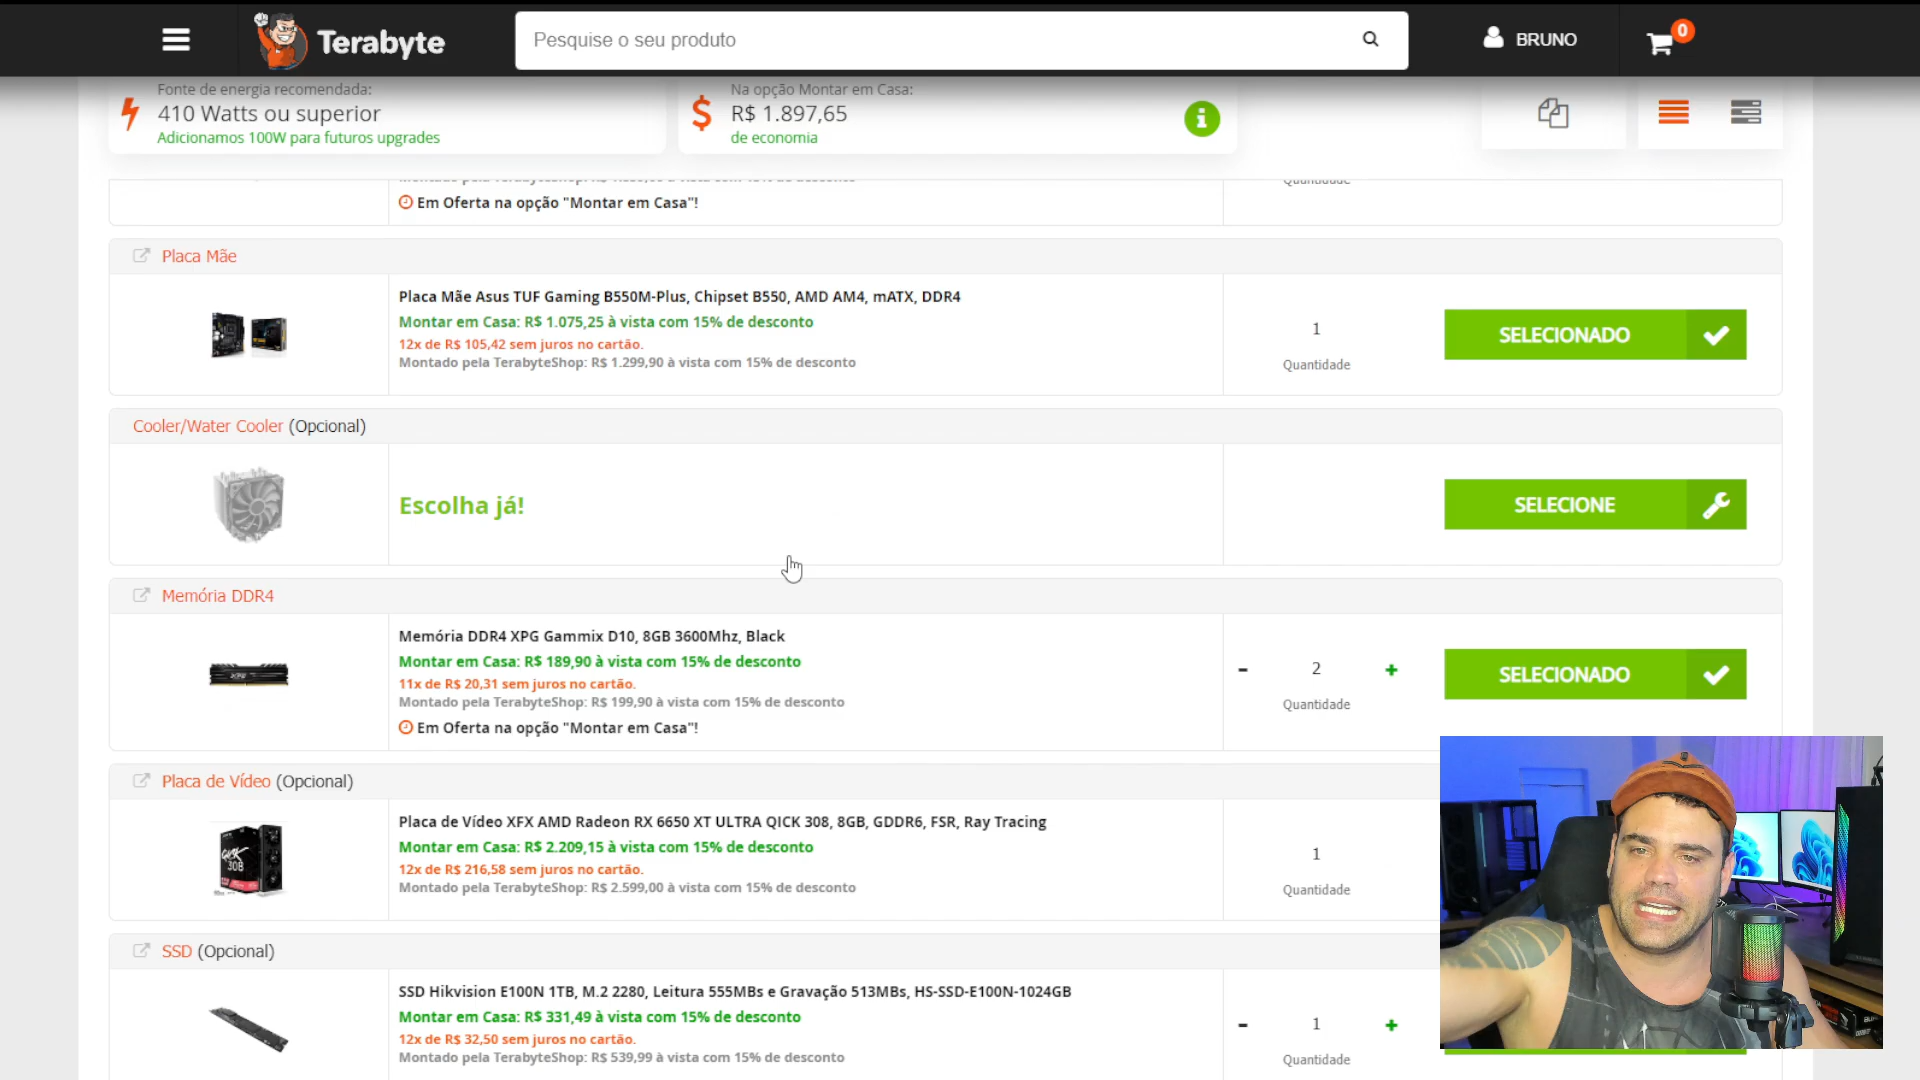 Terabyte
Pesquise o seu produto
BRUNO
0
Fonte de energia recomendada:
410 Watts ou superior
Adicionamos 100W para futuros upgrades
Na opção Montar em Casa:
R$ 1.897,65
de economia
Quantidade
Em Oferta na opção "Montar em Casa"!
Placa Mãe
Placa Mãe Asus TUF Gaming B550M-Plus, Chipset B550, AMD AM4, mATX, DDR4
Montar em Casa: R$ 1.075,25 à vista com 15% de desconto
12x de R$ 105,42 sem juros no cartão.
Montado pela TerabyteShop: R$ 1.299,90 à vista com 15% de desconto
1
Quantidade
SELECIONADO
Cooler/Water Cooler (Opcional)
Escolha já!
SELECIONE
Memória DDR4
Memória DDR4 XPG Gammix D10, 8GB 3600Mhz, Black
Montar em Casa: R$ 189,90 à vista com 15% de desconto
11x de R$ 20,31 sem juros no cartão.
Montado pela TerabyteShop: R$ 199,90 à vista com 15% de desconto
Em Oferta na opção "Montar em Casa"!
- 2 +
Quantidade
SELECIONADO
Placa de Vídeo (Opcional)
Placa de Vídeo XFX AMD Radeon RX 6650 XT ULTRA QICK 308, 8GB, GDDR6, FSR, Ray Tracing
Montar em Casa: R$ 2.209,15 à vista com 15% de desconto
12x de R$ 216,58 sem juros no cartão.
Montado pela TerabyteShop: R$ 2.599,00 à vista com 15% de desconto
1
Quantidade
SSD (Opcional)
SSD Hikvision E100N 1TB, M.2 2280, Leitura 555MBs e Gravação 513MBs, HS-SSD-E100N-1024GB
Montar em Casa: R$ 331,49 à vista com 15% de desconto
12x de R$ 32,50 sem juros no cartão.
Montado pela TerabyteShop: R$ 539,99 à vista com 15% de desconto
- 1 +
Quantidade